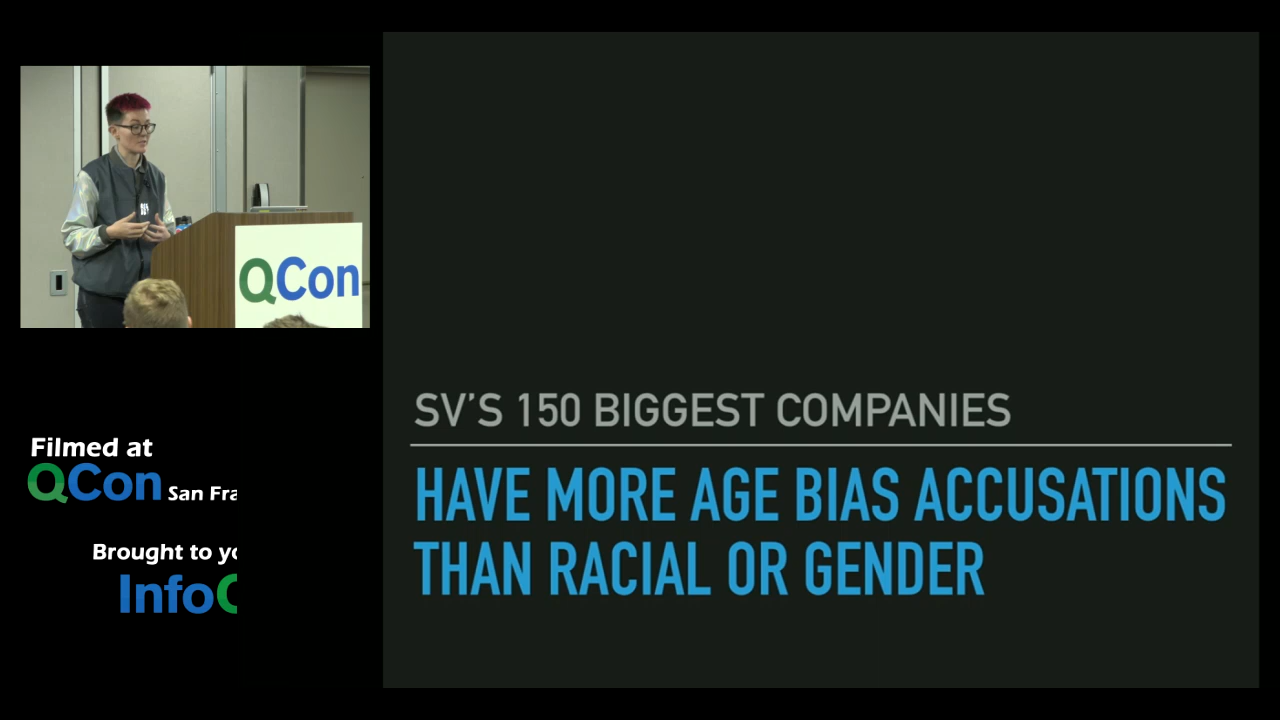 QCon
Filmed at
QCon San Fra
Brought to yo
InfoQ
SV'S 150 BIGGEST COMPANIES
HAVE MORE AGE BIAS ACCUSATIONS
THAN RACIAL OR GENDER